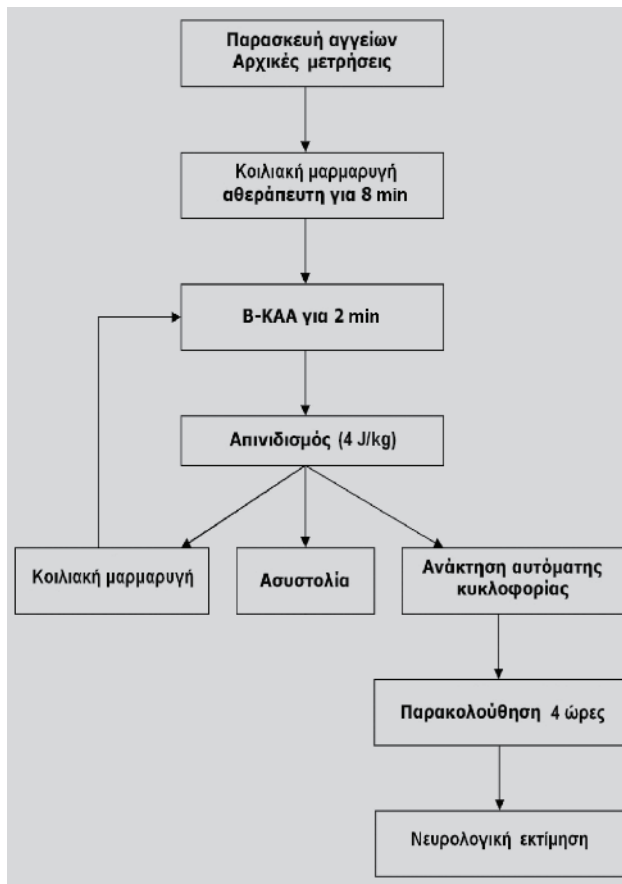 Παρασκευή αγγείων
Αρχικές μετρήσεις
Κοιλιακή μαρμαρυγή
αθεράπευτη για 8 min
Β-ΚΑΑ για 2 min
Απινιδισμός (4 J/kg)
Κοιλιακή μαρμαρυγή
Ασυστολία
Ανάκτηση αυτόματης
κυκλοφορίας
Παρακολούθηση 4 ώρες
Νευρολογική εκτίμηση